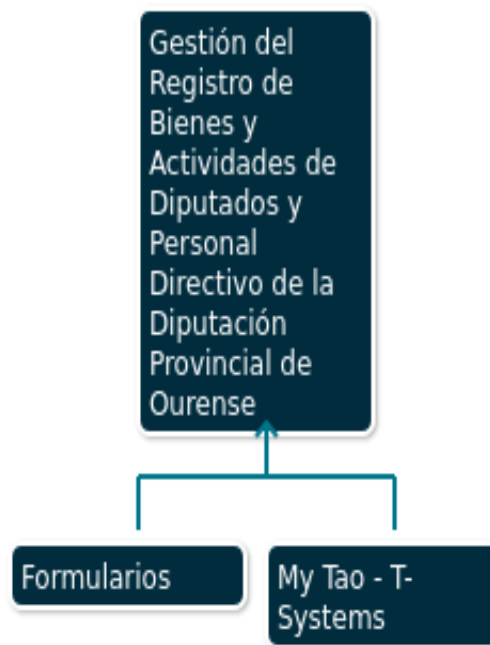 Gestión del
Registro de
Bienes y
Actividades de
Diputados y
Personal
Directivo de la
Diputación
Provincial de
Ourense
Formularios
My Tao - T-
Systems